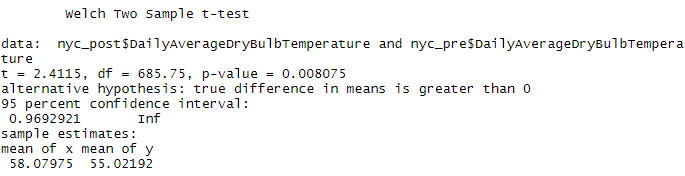 Welch Two Sample t-test
data:  nyc_post$DailyAverageDryBulbTemperature and nyc_pre$DailyAverageDryBulbTempera
ture
t = 2.4115, df = 685.75, p-value = 0.008075
alternative hypothesis: true difference in means is greater than 0
95 percent confidence interval:
 0.9692921       Inf
sample estimates:
mean of x mean of y
 58.07975  55.02192